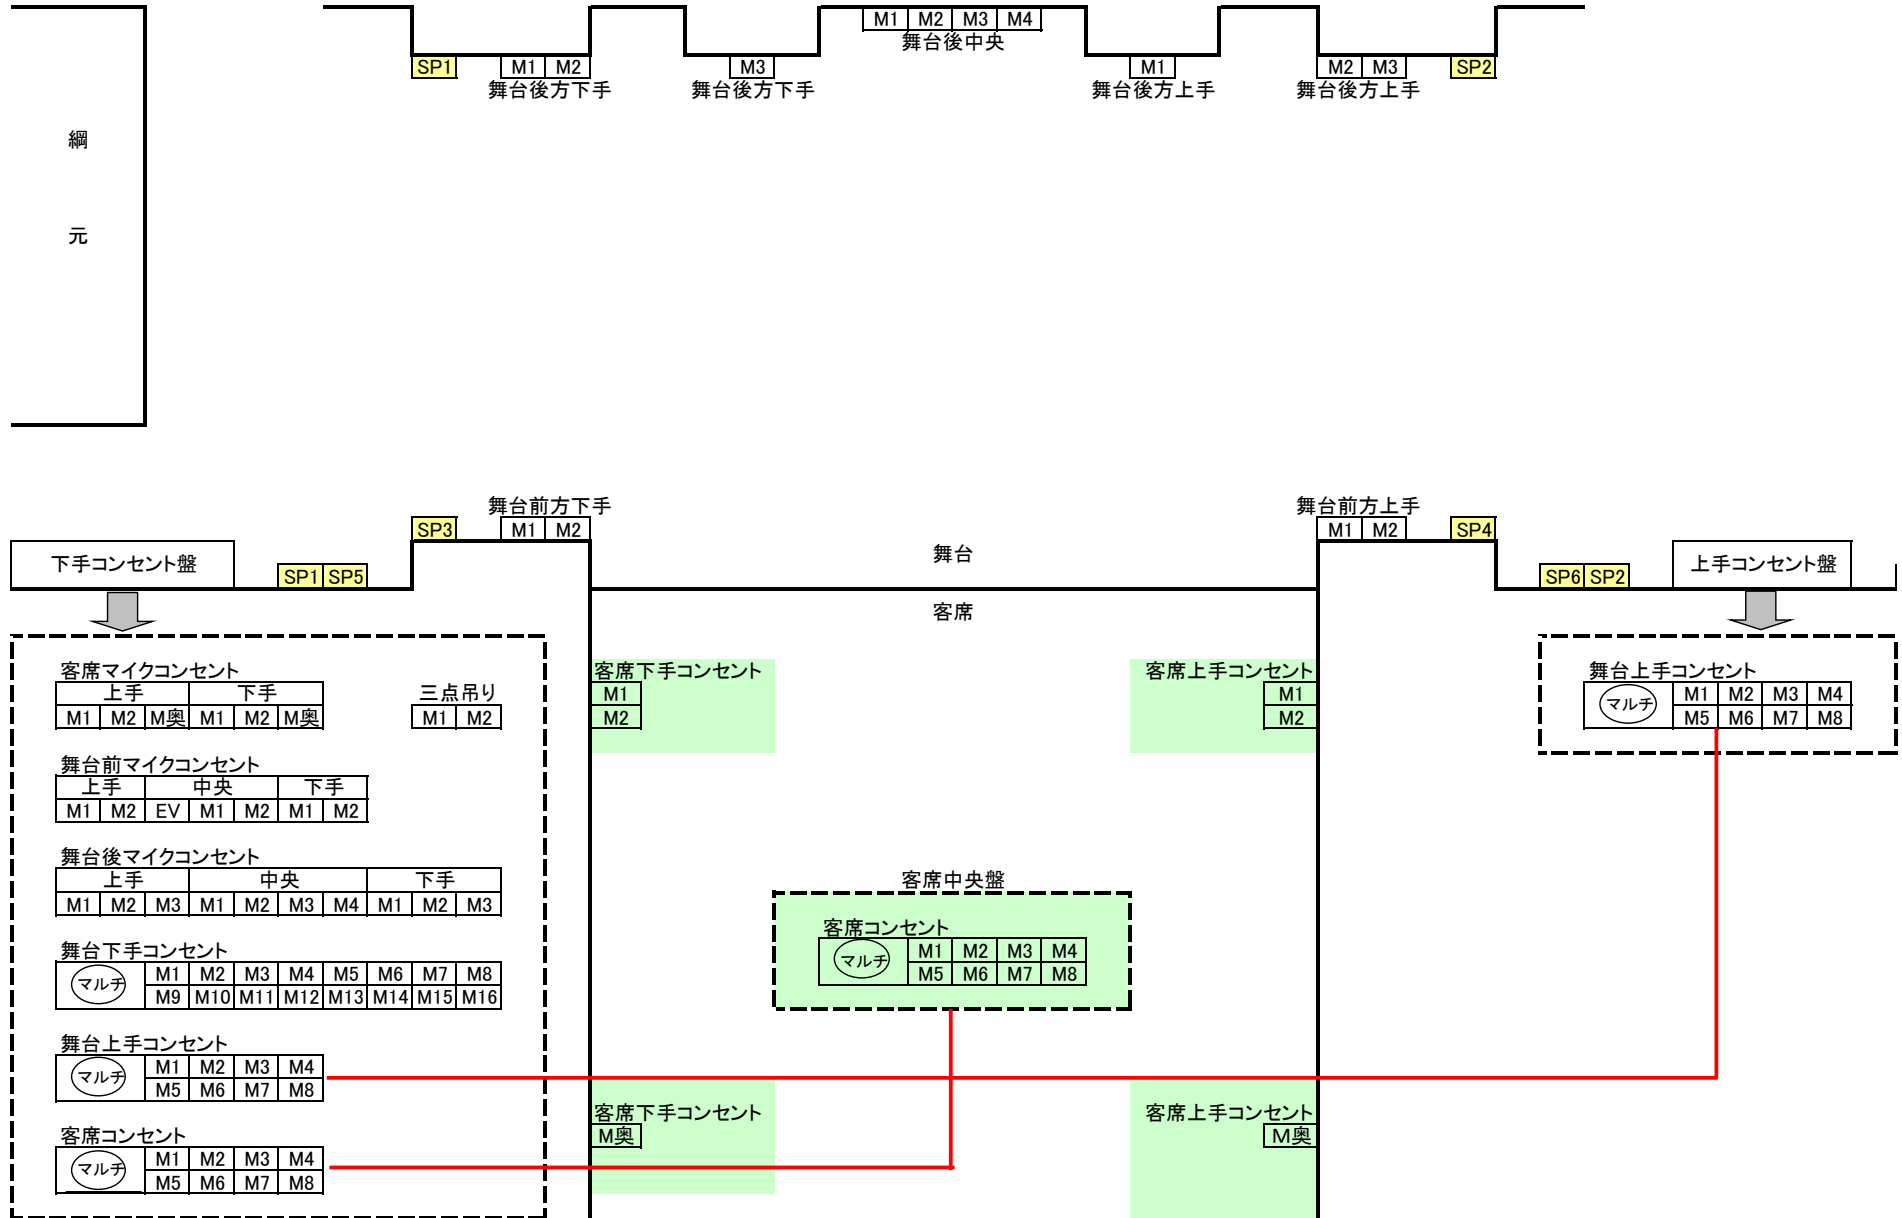 M1 M2 M3 M4
舞台後中央
SP1 M1 M2 M3 M1 M2 M3 SP2
舞台後方下手 舞台後方下手 舞台後方上手 舞台後方上手
綱
元
舞台前方下手 舞台前方上手
SP3 M1 M2 M1 M2 SP4
舞台
下手コンセント盤 SP1 SP5 SP6 SP2 上手コンセント盤
客席
客席マイクコンセント
上手 下手
M1 M2 M奥 M1 M2 M奥
三点吊り
M1 M2
舞台前マイクコンセント
上手 中央 下手
M1 M2 EV M1 M2 M1 M2
舞台後マイクコンセント
上手 中央 下手
M1 M2 M3 M1 M2 M3 M4 M1 M2 M3
舞台下手コンセント
マルチ
M1 M2 M3 M4 M5 M6 M7 M8
M9 M10 M11 M12 M13 M14 M15 M16
舞台上手コンセント
マルチ
M1 M2 M3 M4
M5 M6 M7 M8
客席コンセント
マルチ
M1 M2 M3 M4
M5 M6 M7 M8
客席下手コンセント
M1
M2
客席上手コンセント
M1
M2
客席中央盤
客席コンセント
マルチ
M1 M2 M3 M4
M5 M6 M7 M8
客席下手コンセント
M奥
客席上手コンセント
M奥
舞台上手コンセント
マルチ
M1 M2 M3 M4
M5 M6 M7 M8